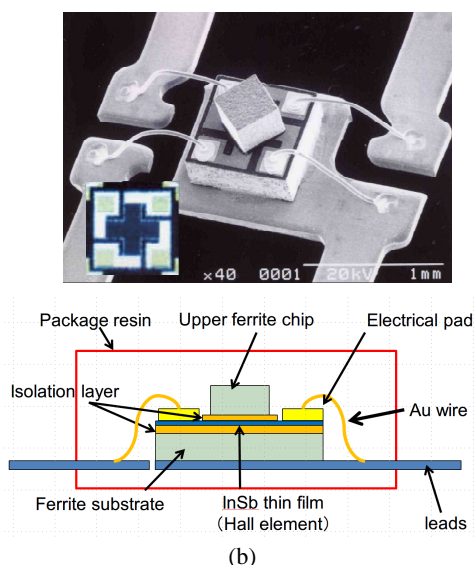 ×40 0001 20kV 1mm
Package resin
Upper ferrite chip
Electrical pad
Isolation layer
Au wire
Ferrite substrate
InSb thin film
(Hall element)
leads
(b)